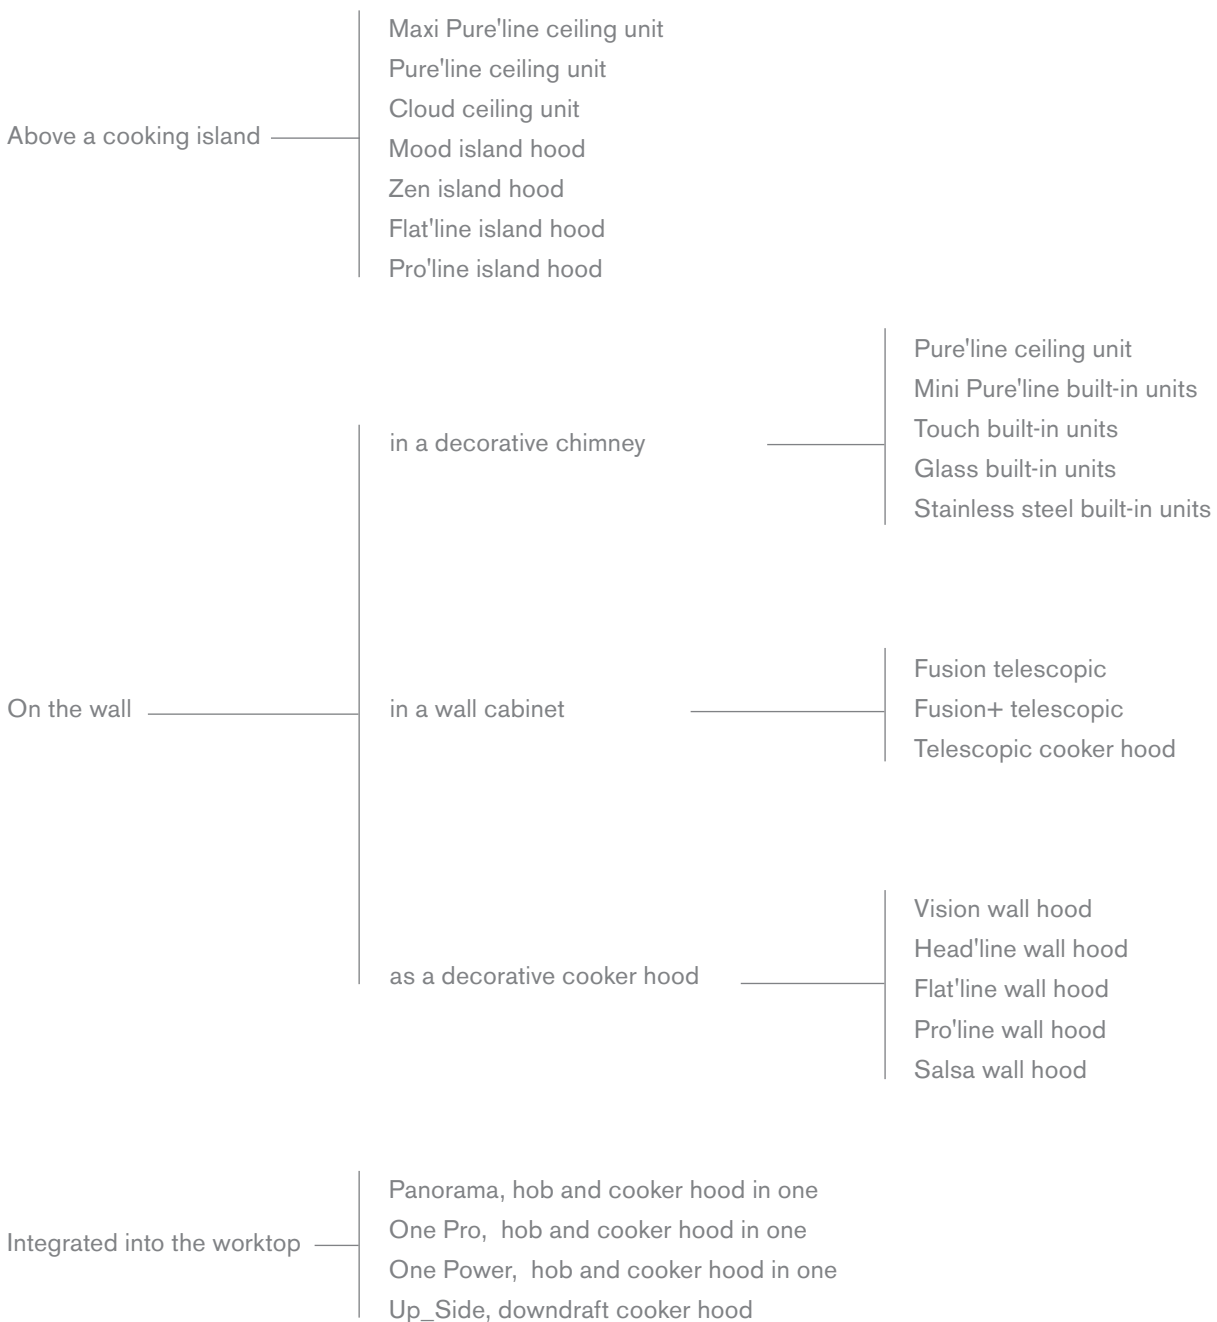 Above a cooking island
Maxi Pure'line ceiling unit
Pure'line ceiling unit
Cloud ceiling unit
Mood island hood
Zen island hood
Flat'line island hood
Pro'line island hood
On the wall
in a decorative chimney
Pure'line ceiling unit
Mini Pure'line built-in units
Touch built-in units
Glass built-in units
Stainless steel built-in units
in a wall cabinet
Fusion telescopic
Fusion+ telescopic
Telescopic cooker hood
as a decorative cooker hood
Vision wall hood
Head'line wall hood
Flat'line wall hood
Pro'line wall hood
Salsa wall hood
Integrated into the worktop
Panorama, hob and cooker hood in one
One Pro,  hob and cooker hood in one
One Power,  hob and cooker hood in one
Up_Side, downdraft cooker hood